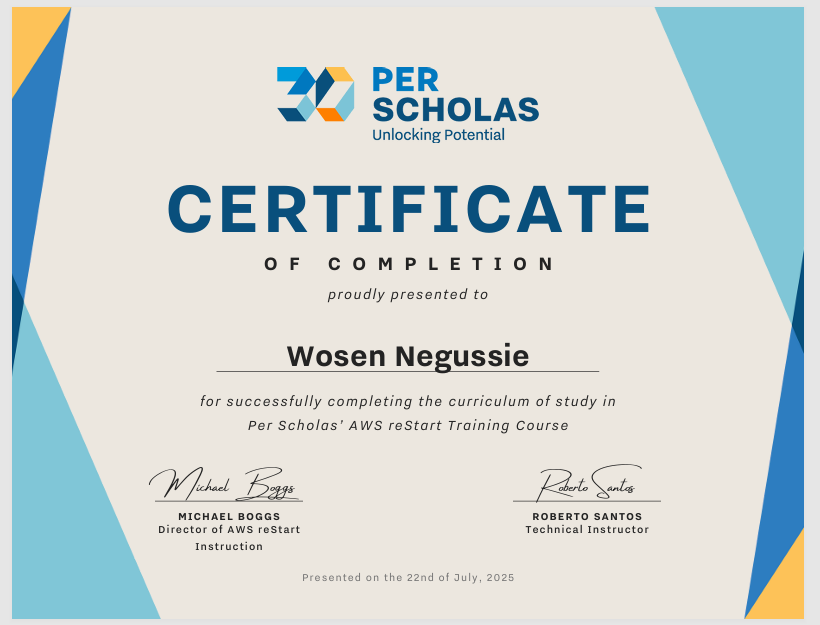 30 PER
SCHOLAS
Unlocking Potential
CERTIFICATE
OF COMPLETION
proudly presented to
Wosen Negussie
for successfully completing the curriculum of study in
Per Scholas’ AWS reStart Training Course
Michael Boggs
MICHAEL BOGGS
Director of AWS reStart
Instruction
Roberto Santos
ROBERTO SANTOS
Technical Instructor
Presented on the 22nd of July, 2025